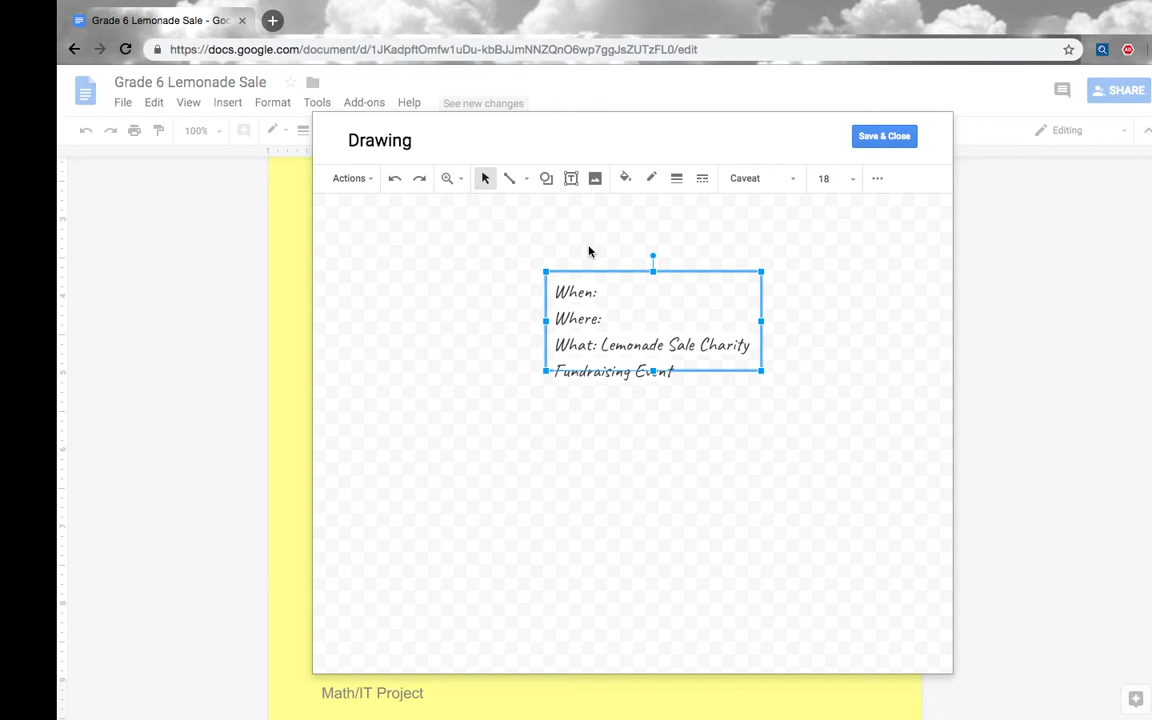 Grade 6 Lemonade Sale - Goo
https://docs.google.com/document/d/1JKadpftOmfw1uDu-kbBJJmNNZQnO6wp7ggJsZUTzFL0/edit
Grade 6 Lemonade Sale
SHARE
File Edit View Insert Format Tools Add-ons Help See new changes
100%
Editing
Drawing
Save & Close
Actions
Caveat
18
When:
Where:
What: Lemonade Sale Charity
Fundraising Event
Math/IT Project